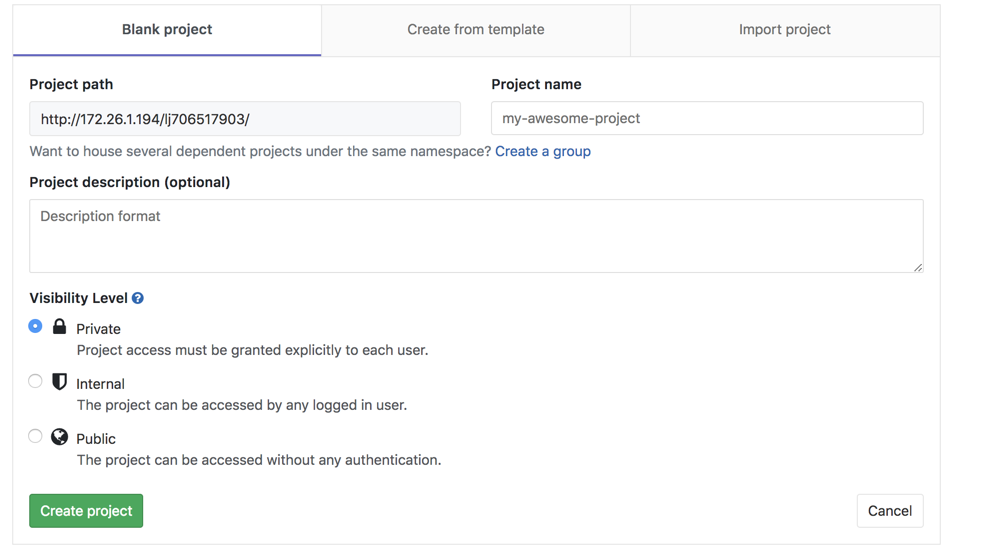 Blank project
Create from template
Import project
Project path
Project name
http://172.26.1.194/lj706517903/
my-awesome-project
Want to house several dependent projects under the same namespace? Create a group
Project description (optional)
Description format
Visibility Level ?
Private
Project access must be granted explicitly to each user.
Internal
The project can be accessed by any logged in user.
Public
The project can be accessed without any authentication.
Create project
Cancel